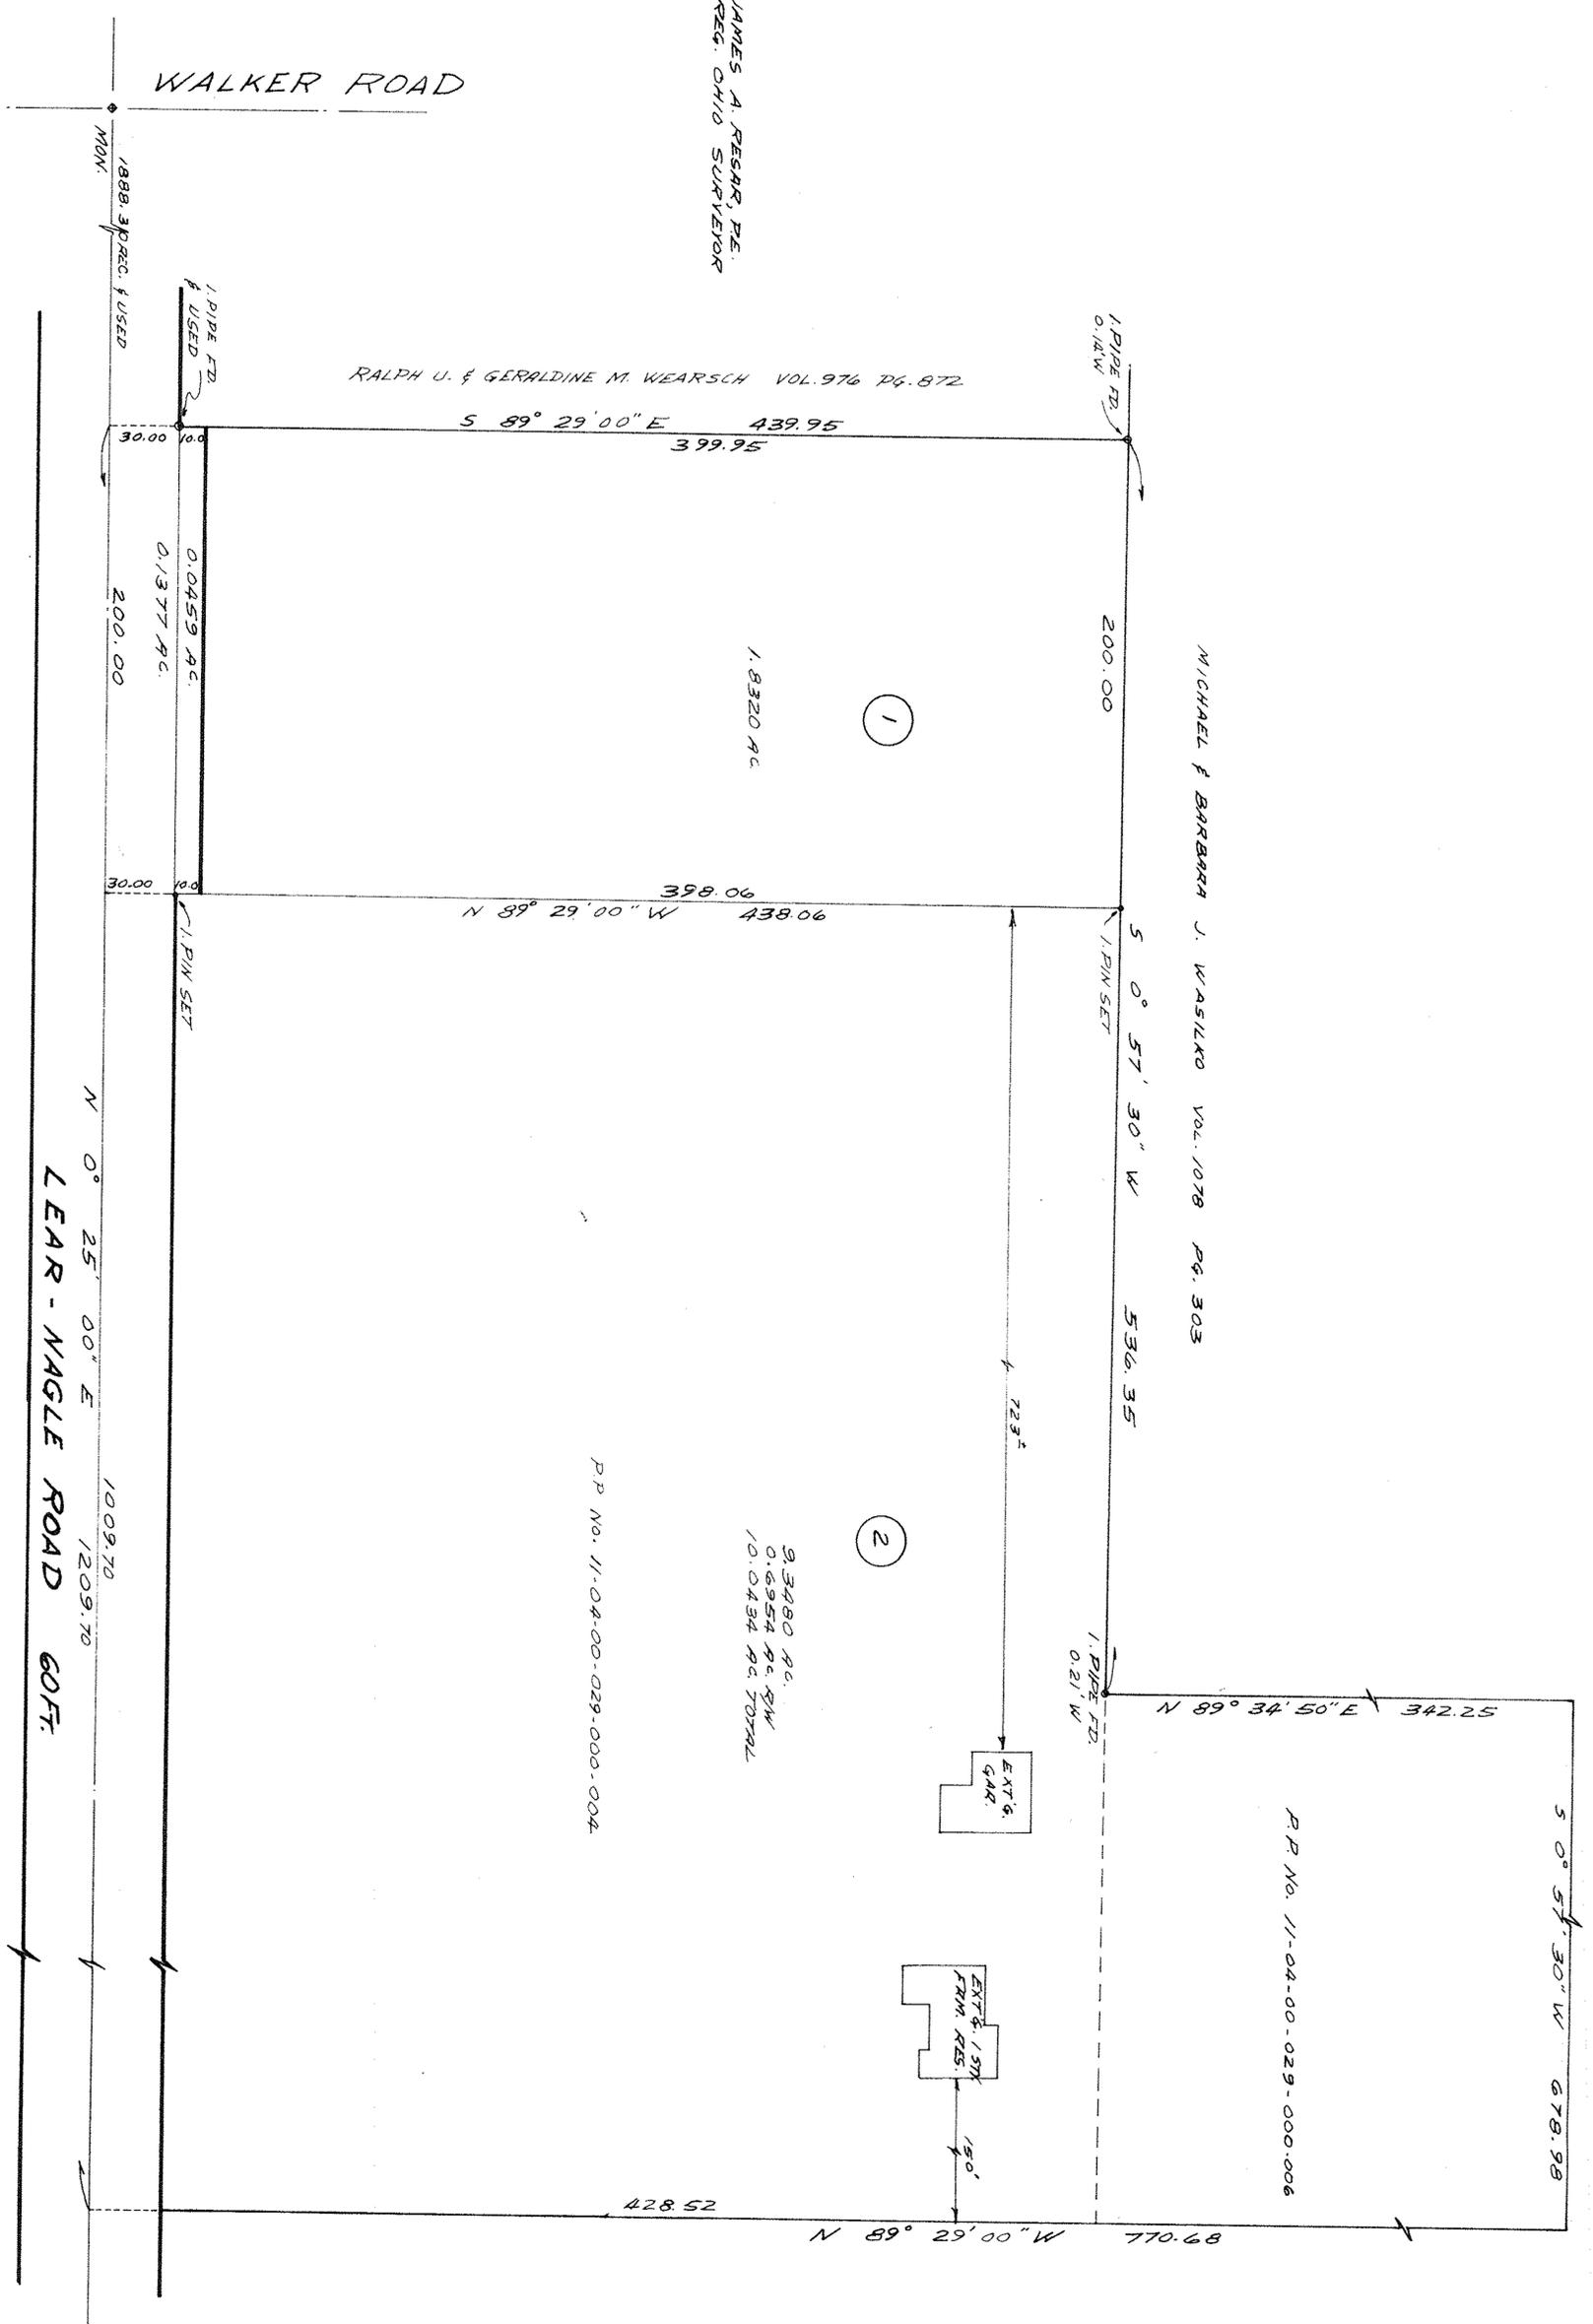 JAMES A. RESAR, P.E.
REG. OHIO SURVEYOR
WALKER ROAD
MON.
1888.30 REC. & USED
I. PIPE FD.
& USED
I. PIPE FD.
0.14' W
RALPH U. & GERALDINE M. WEARSCH VOL. 976 PG. 872
S 89° 29' 00" E 439.95
399.95
30.00 10.0
200.00
0.1377 AC.
0.0459 AC.
1.8320 AC.
1
200.00
MICHAEL & BARBARA J. WASILKO VOL. 1078 PG. 303
30.00 10.0
398.06
N 89° 29' 00" W 438.06
I. PIN SET
I. PIN SET
S 0° 57' 30" W 536.35
723'±
N 0° 25' 00" E
1009.70
1209.70
LEAR - NAGLE ROAD 60FT.
P.P. No. 11-04-00-029-000-004
2
9.3480 AC.
0.6954 AC. R/W
10.0434 AC. TOTAL
I. PIPE FD.
0.21' W
N 89° 34' 50" E 342.25
EXT'G.
GAR.
P.P. No. 11-04-00-029-000-006
S 0° 57' 30" W 678.98
EXT'G. 1 STY
FRM. RES.
150'
428.52
N 89° 29' 00" W 770.68